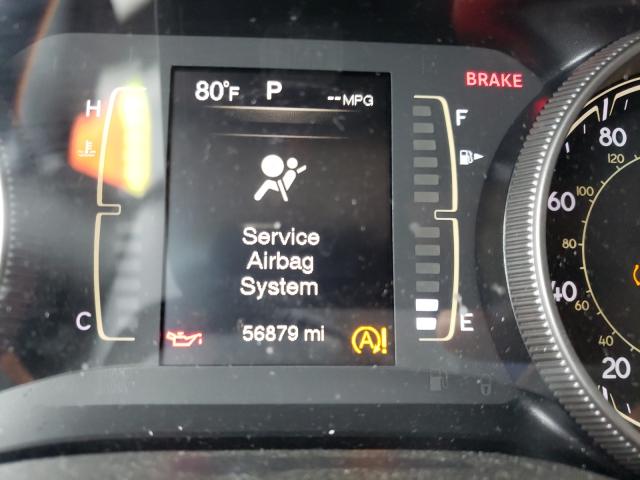 80°F P --MPG
BRAKE
H
F
Service
Airbag
System
C
E
56879 mi
A!
120
80
100
60
80
40
60
40
20